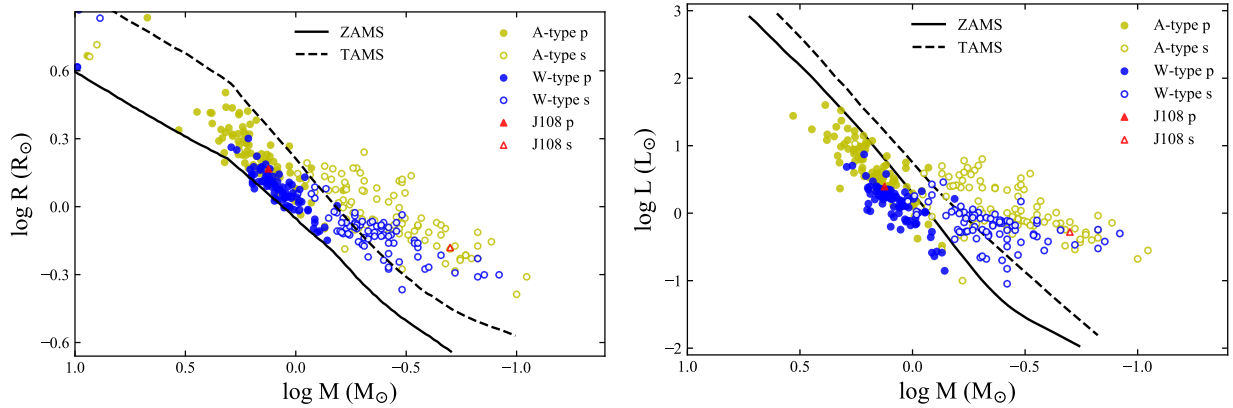 ZAMS
TAMS
A-type p
A-type s
W-type p
W-type s
J108 p
J108 s
0.6
0.3
0.0
−0.3
−0.6
log R (R⊙)
1.0 0.5 0.0 −0.5 −1.0
log M (M⊙)
ZAMS
TAMS
A-type p
A-type s
W-type p
W-type s
J108 p
J108 s
3
2
1
0
−1
−2
log L (L⊙)
1.0 0.5 0.0 −0.5 −1.0
log M (M⊙)